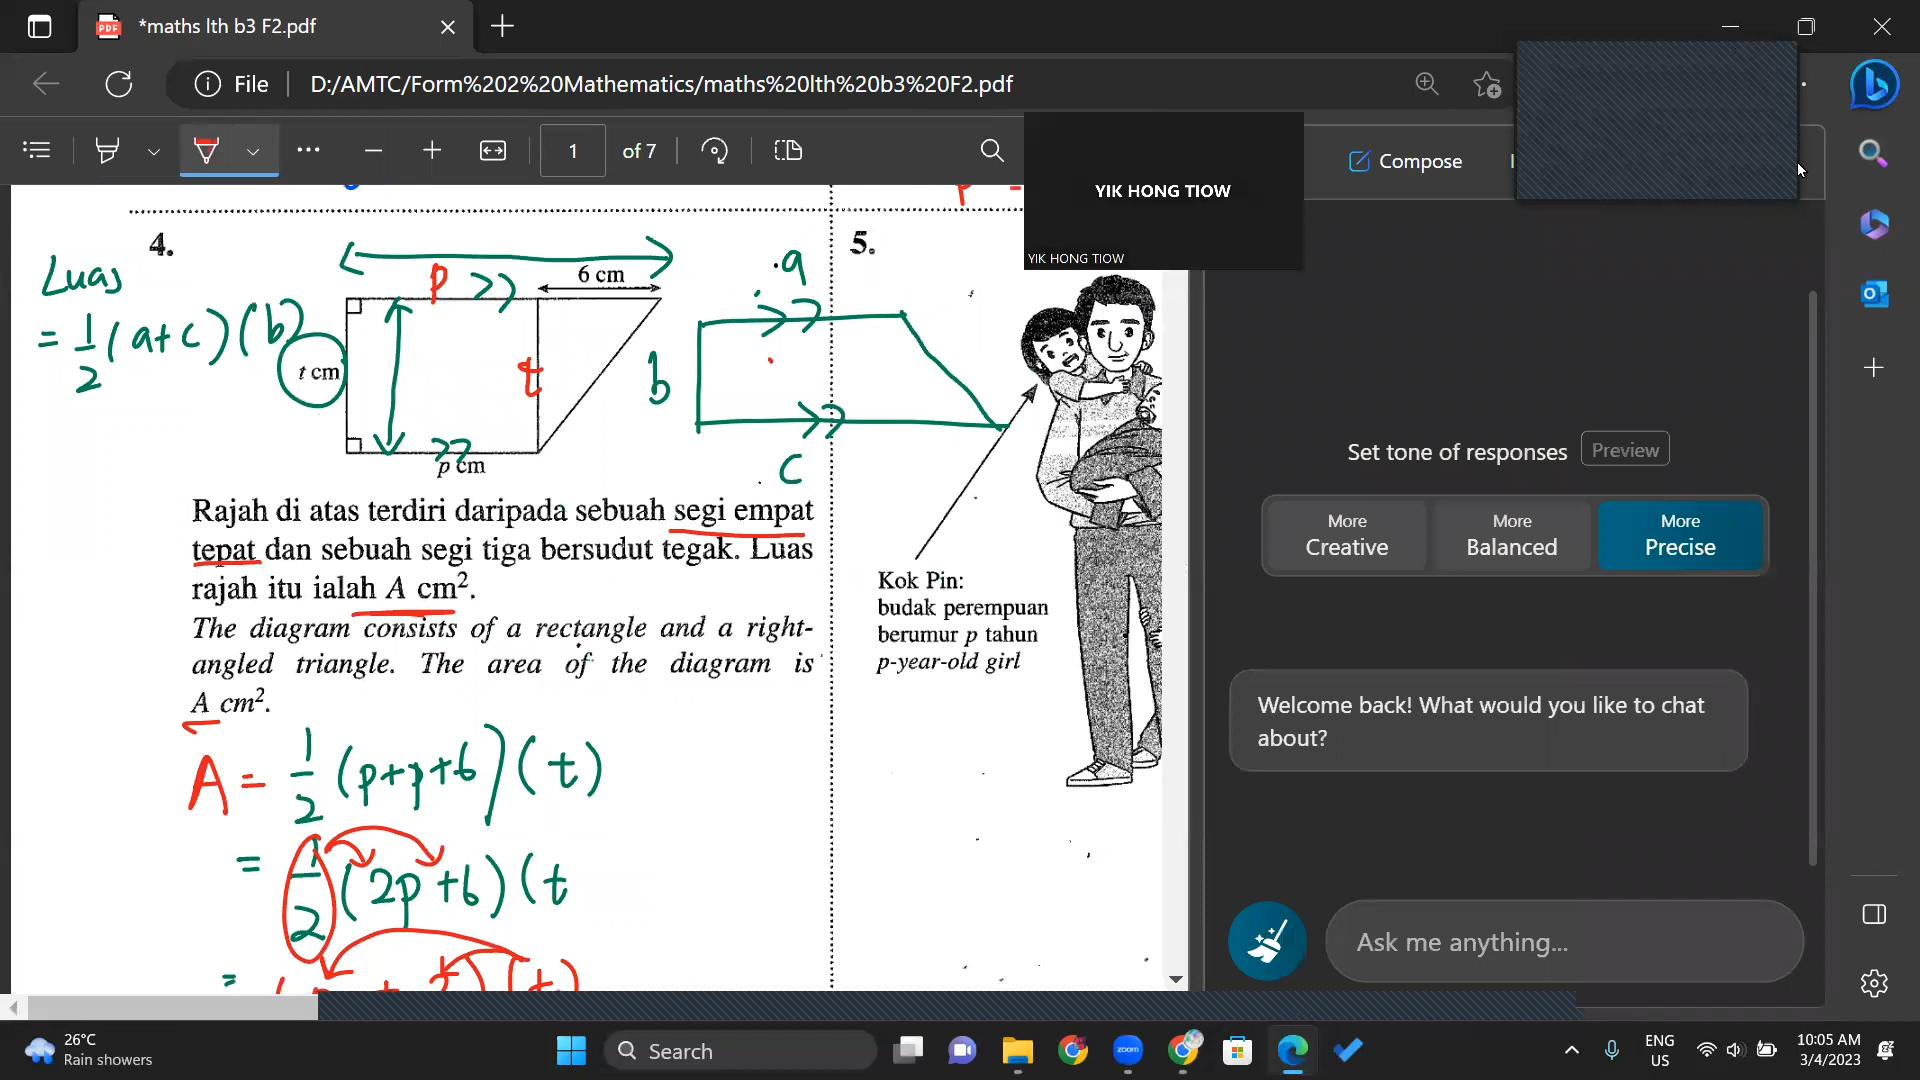 *maths lth b3 F2.pdf
File
D:/AMTC/Form%202%20Mathematics/maths%20lth%20b3%20F2.pdf
1
of 7
YIK HONG TIOW
YIK HONG TIOW
Compose
4.
Luas
= 1/2 (a+c)(b)
p
6 cm
t cm
t
p cm
a
b
c
Rajah di atas terdiri daripada sebuah segi empat
tepat dan sebuah segi tiga bersudut tegak. Luas
rajah itu ialah A cm².
The diagram consists of a rectangle and a right-
angled triangle. The area of the diagram is
A cm².
A = 1/2 (p+p+6)(t)
= 1/2 (2p+6)(t
=
5.
Kok Pin:
budak perempuan
berumur p tahun
p-year-old girl
Set tone of responses
Preview
More
Creative
More
Balanced
More
Precise
Welcome back! What would you like to chat
about?
Ask me anything...
26°C
Rain showers
Search
zoom
ENG
US
10:05 AM
3/4/2023